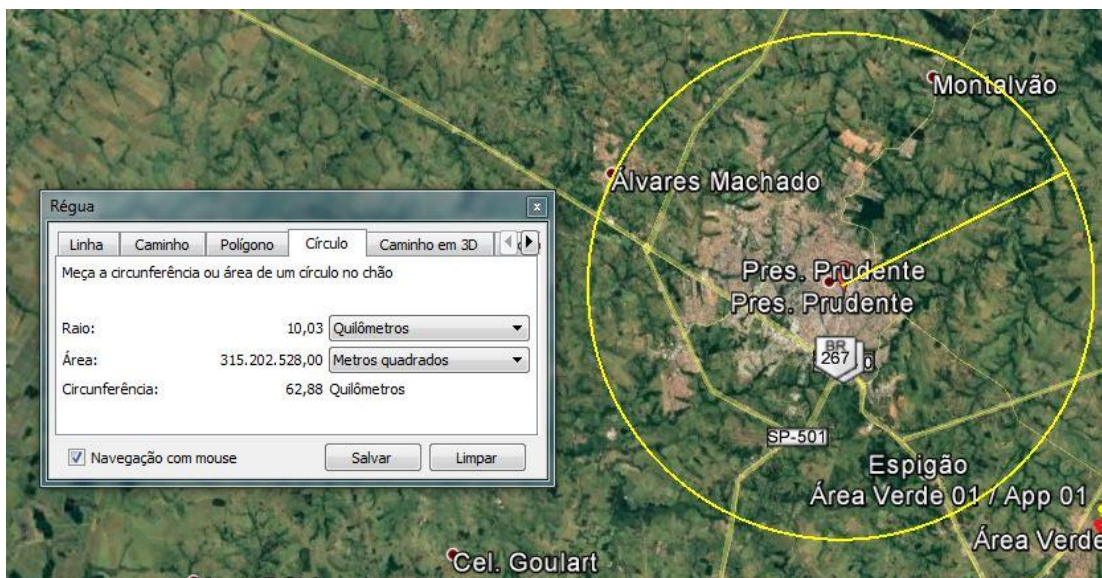 Montalvão
Álvares Machado
Régua
Linha Caminho Polígono Círculo Caminho em 3D
Meça a circunferência ou área de um círculo no chão
Raio: 10,03 Quilômetros
Área: 315.202.528,00 Metros quadrados
Circunferência: 62,88 Quilômetros
Navegação com mouse Salvar Limpar
Pres. Prudente
Pres. Prudente
BR
267
SP-501
Espigão
Área Verde 01 / App 01
Área Verde
Cel. Goulart